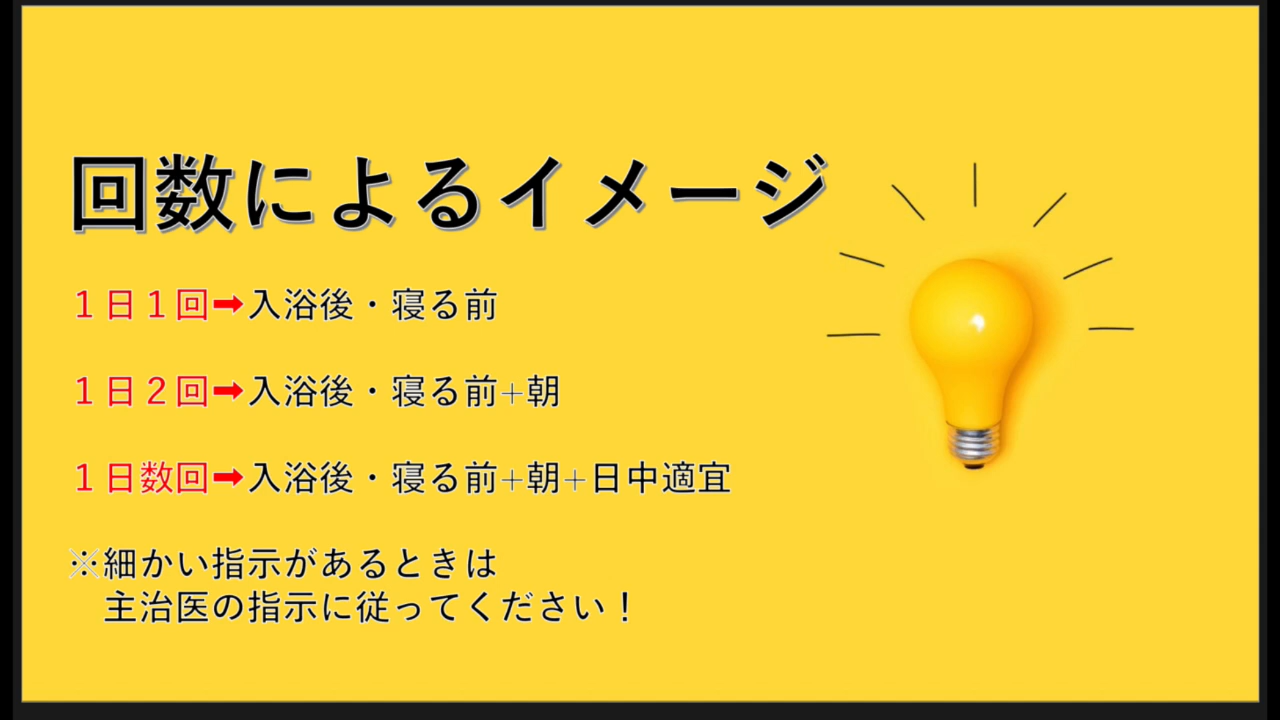 回数によるイメージ
１日１回➡入浴後・寝る前
１日２回➡入浴後・寝る前+朝
１日数回➡入浴後・寝る前+朝+日中適宜
※細かい指示があるときは
主治医の指示に従ってください！